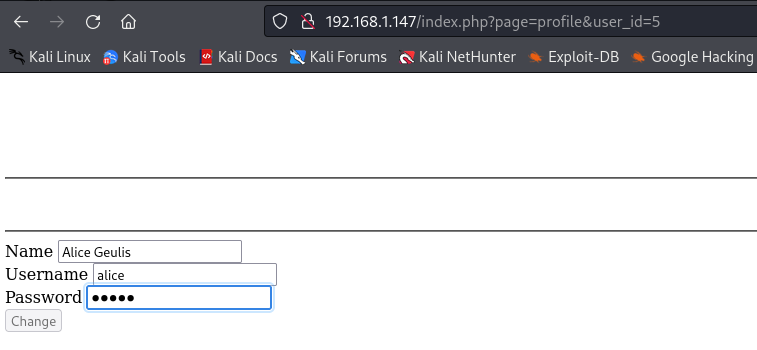 192.168.1.147/index.php?page=profile&user_id=5
Kali Linux Kali Tools Kali Docs Kali Forums Kali NetHunter Exploit-DB Google Hacking
Name Alice Geulis
Username alice
Password •••••
Change